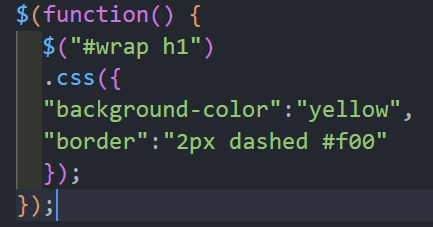 $(function() {
  $("#wrap h1")
  .css({
  "background-color":"yellow",
  "border":"2px dashed #f00"
  });
});